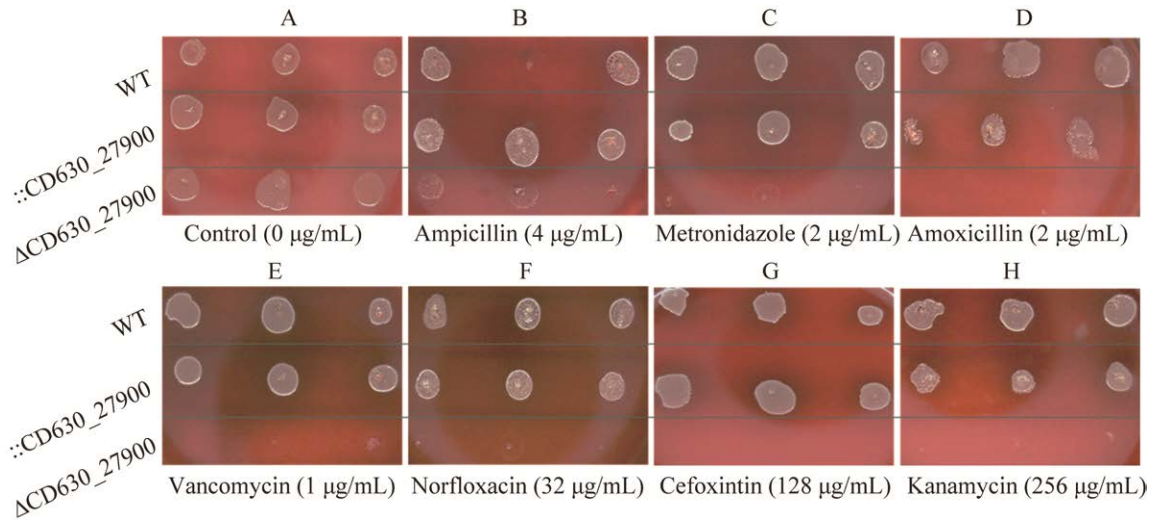 A B C D
WT
::CD630_27900
ΔCD630_27900
Control (0 μg/mL) Ampicillin (4 μg/mL) Metronidazole (2 μg/mL) Amoxicillin (2 μg/mL)
E F G H
WT
::CD630_27900
ΔCD630_27900
Vancomycin (1 μg/mL) Norfloxacin (32 μg/mL) Cefoxintin (128 μg/mL) Kanamycin (256 μg/mL)